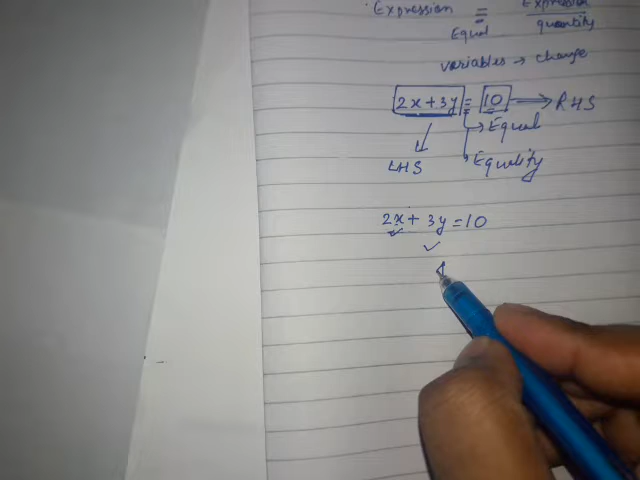 Expression = Expression
Equal quantity
variables → change
2x + 3y = 10 → RHS
→ Equal
LHS
Equality
2x + 3y = 10